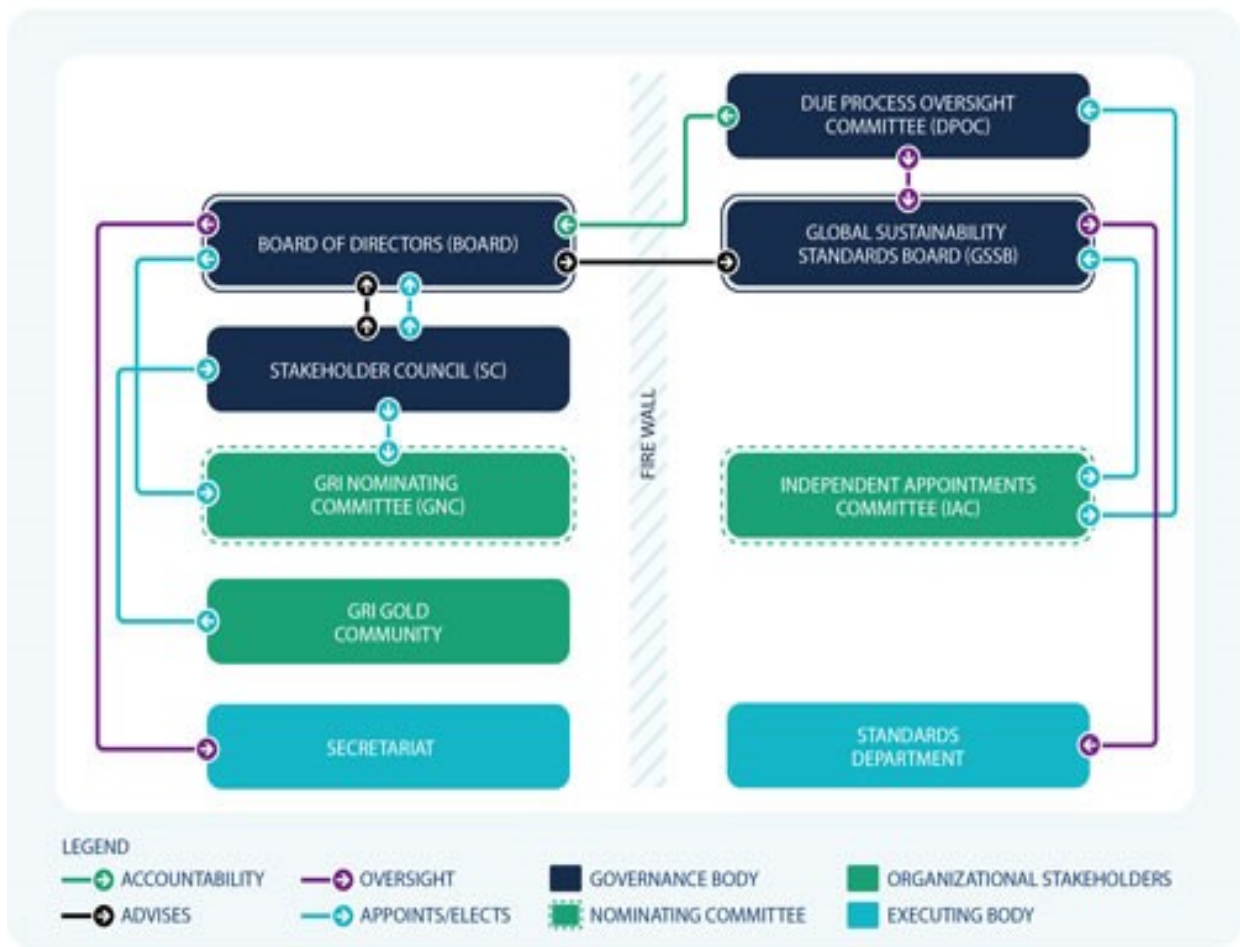 DUE PROCESS OVERSIGHT
COMMITTEE (DPOC)
BOARD OF DIRECTORS (BOARD)
GLOBAL SUSTAINABILITY
STANDARDS BOARD (GSSB)
STAKEHOLDER COUNCIL (SC)
FIRE WALL
GRI NOMINATING
COMMITTEE (GNC)
INDEPENDENT APPOINTMENTS
COMMITTEE (IAC)
GRI GOLD
COMMUNITY
SECRETARIAT
STANDARDS
DEPARTMENT
LEGEND
ACCOUNTABILITY
OVERSIGHT
GOVERNANCE BODY
ORGANIZATIONAL STAKEHOLDERS
ADVISES
APPOINTS/ELECTS
NOMINATING COMMITTEE
EXECUTING BODY